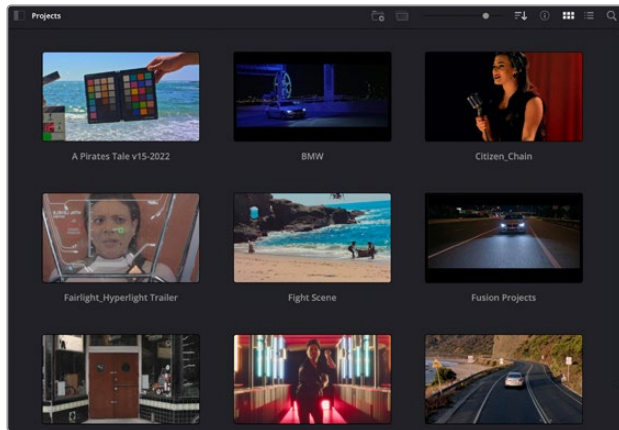 Projects
A Pirates Tale v15-2022
BMW
Citizen_Chain
Fairlight_Hyperlight Trailer
Fight Scene
Fusion Projects